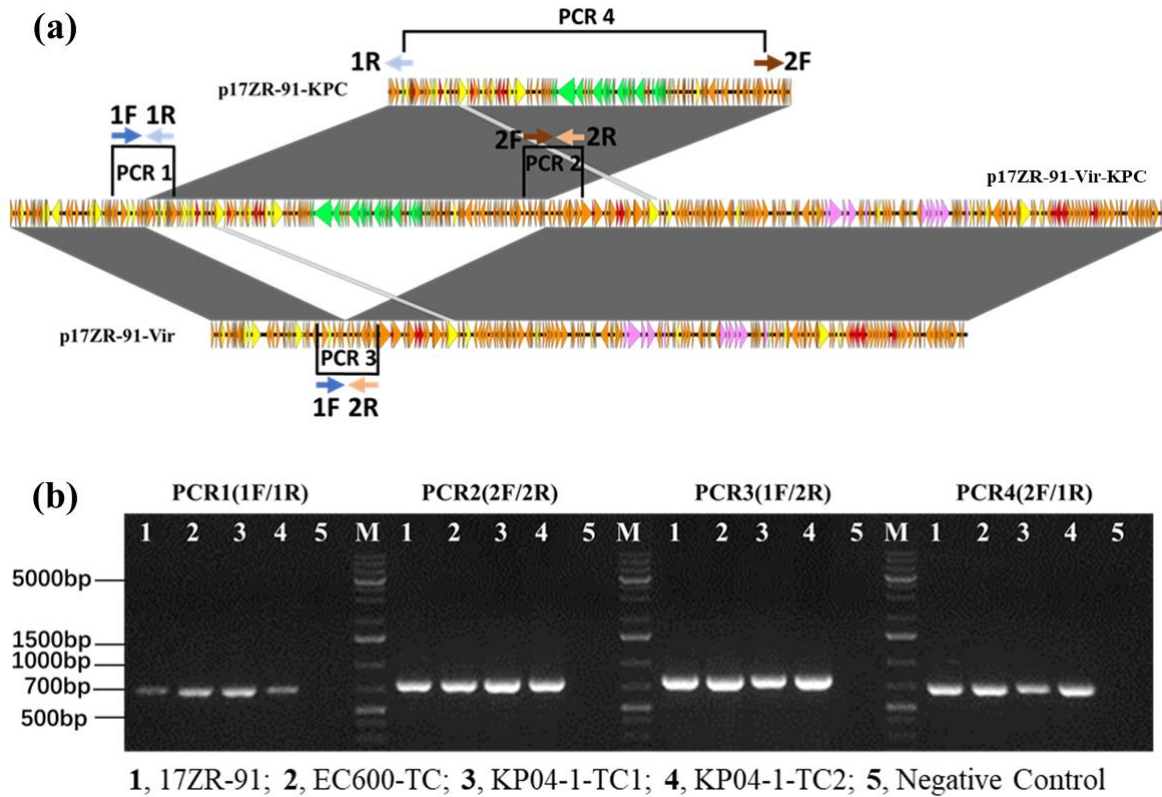 (a)
PCR 4
1R 2F
p17ZR-91-KPC
1F 1R
2F 2R
PCR 1
PCR 2
p17ZR-91-Vir-KPC
p17ZR-91-Vir
PCR 3
1F 2R
(b)
PCR1(1F/1R) PCR2(2F/2R) PCR3(1F/2R) PCR4(2F/1R)
1 2 3 4 5 M 1 2 3 4 5 M 1 2 3 4 5 M 1 2 3 4 5
5000bp
1500bp
1000bp
700bp
500bp
1, 17ZR-91; 2, EC600-TC; 3, KP04-1-TC1; 4, KP04-1-TC2; 5, Negative Control